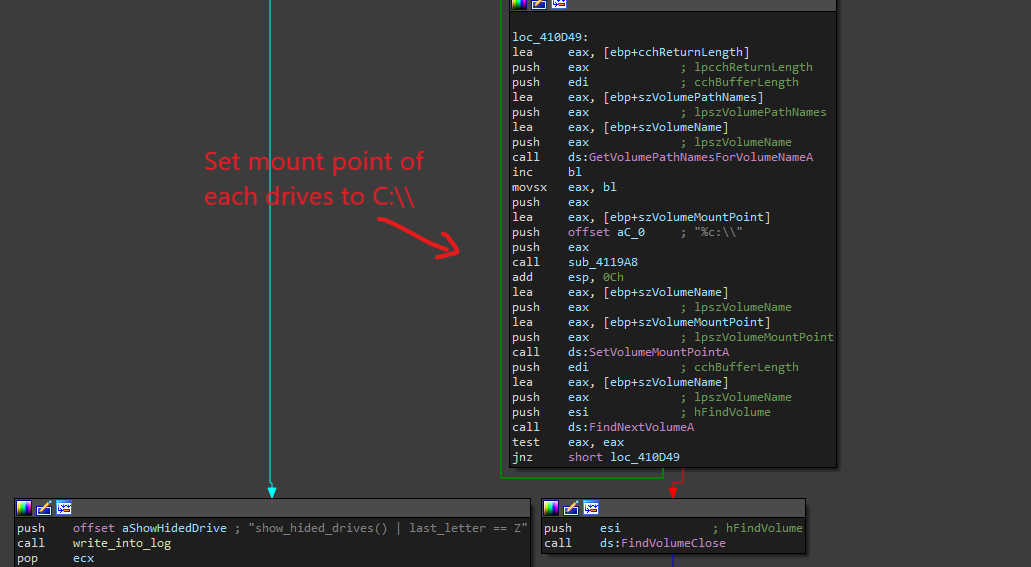 loc_410D49:
lea eax, [ebp+cchReturnLength]
push eax ; lpcchReturnLength
push edi ; cchBufferLength
lea eax, [ebp+szVolumePathNames]
push eax ; lpszVolumePathNames
lea eax, [ebp+szVolumeName]
push eax ; lpszVolumeName
call ds:GetVolumePathNamesForVolumeNameA
inc bl
movsx eax, bl
push eax
lea eax, [ebp+szVolumeMountPoint]
push offset aC_0 ; "%c:\\"
push eax
call sub_4119A8
add esp, 0Ch
lea eax, [ebp+szVolumeName]
push eax ; lpszVolumeName
lea eax, [ebp+szVolumeMountPoint]
push eax ; lpszVolumeMountPoint
call ds:SetVolumeMountPointA
push edi ; cchBufferLength
lea eax, [ebp+szVolumeName]
push eax ; lpszVolumeName
push esi ; hFindVolume
call ds:FindNextVolumeA
test eax, eax
jnz short loc_410D49
Set mount point of
each drives to C:\\
push offset aShowHidedDrive ; "show_hided_drives() | last_letter == Z"
call write_into_log
pop ecx
push esi ; hFindVolume
call ds:FindVolumeClose